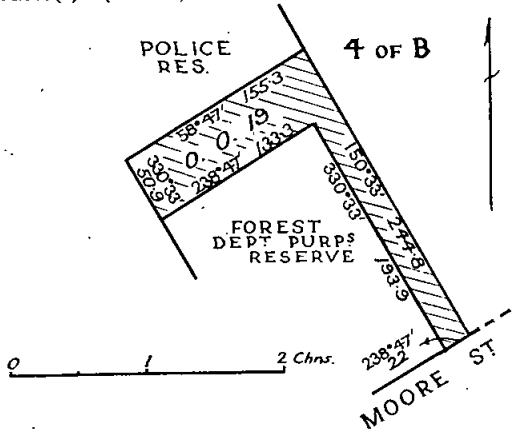 POLICE
RES.
4 OF B
58°47' 155·3
0. 0. 19
330°33'
50·9
238°47' 133·3
150°33' 244·8
330°33' 193·9
FOREST
DEPT PURPS
RESERVE
238°47'
22
0 1 2 Chns.
MOORE ST